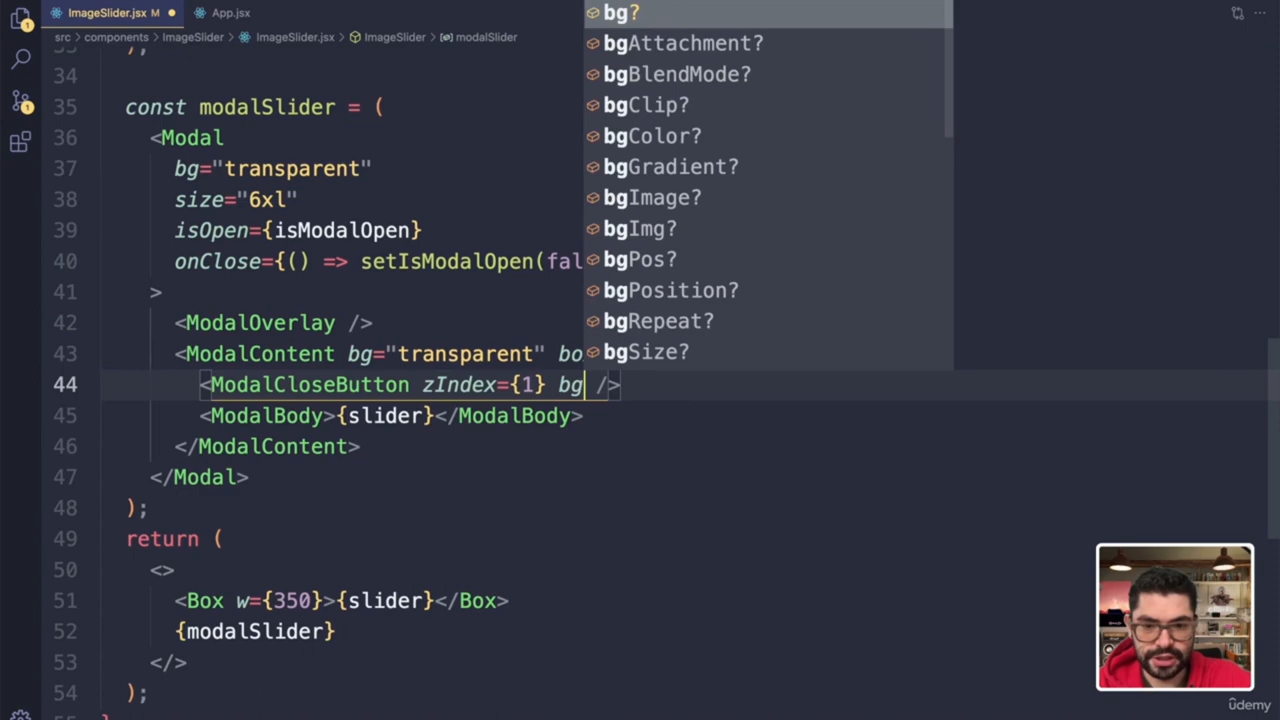 ImageSlider.jsx M
App.jsx
src > components > ImageSlider > ImageSlider.jsx > ImageSlider > modalSlider
bg?
bgAttachment?
bgBlendMode?
bgClip?
bgColor?
bgGradient?
bgImage?
bgImg?
bgPos?
bgPosition?
bgRepeat?
bgSize?
1
1
33 );
34
35 const modalSlider = (
36 <Modal
37 bg="transparent"
38 size="6xl"
39 isOpen={isModalOpen}
40 onClose={() => setIsModalOpen(fal
41 >
42 <ModalOverlay />
43 <ModalContent bg="transparent" bo
44 <ModalCloseButton zIndex={1} bg />
45 <ModalBody>{slider}</ModalBody>
46 </ModalContent>
47 </Modal>
48 );
49 return (
50 <>
51 <Box w={350}>{slider}</Box>
52 {modalSlider}
53 </>
54 );
55 }
udemy